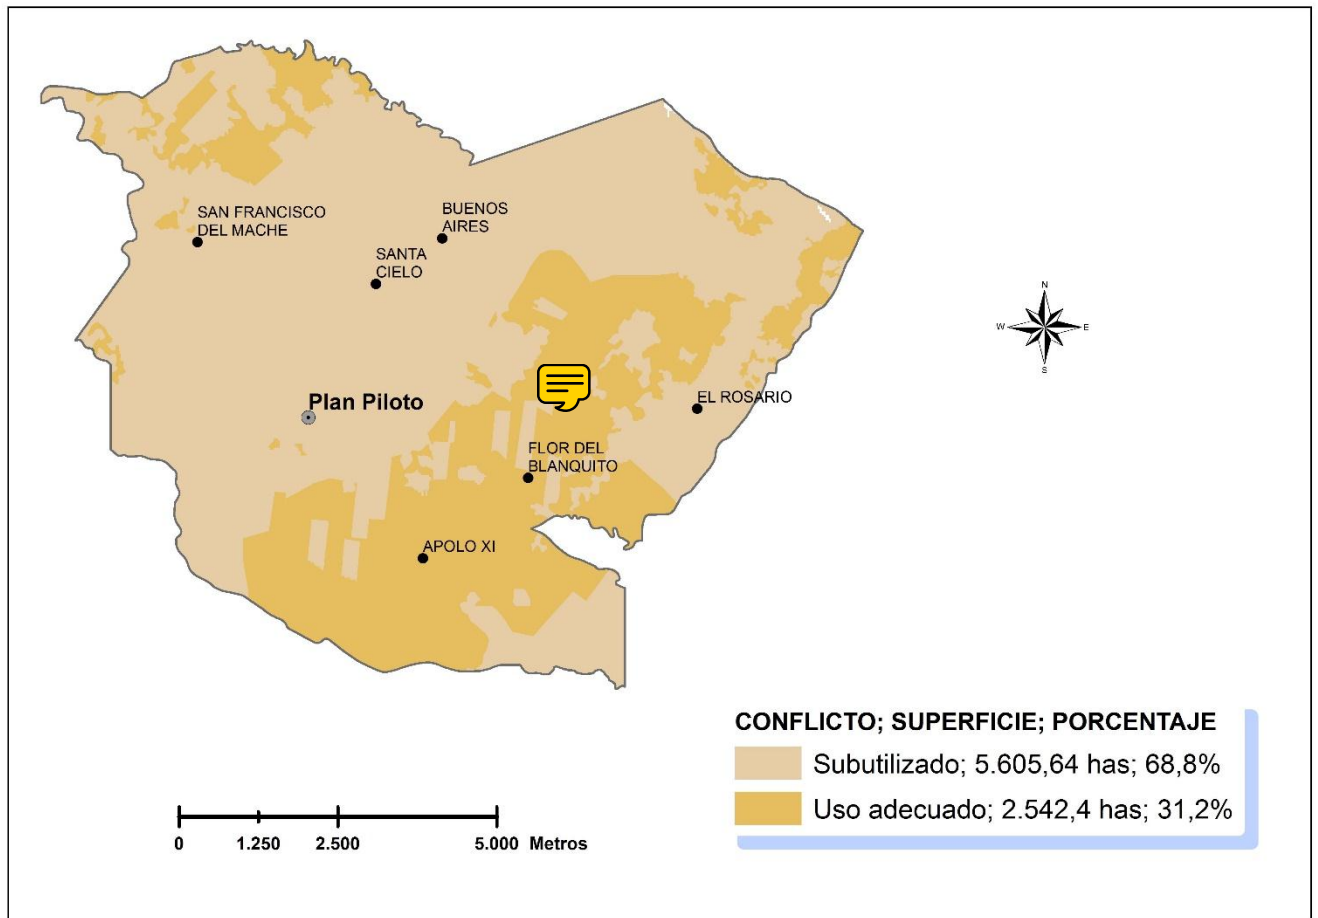 SAN FRANCISCO
DEL MACHE
BUENOS
AIRES
SANTA
CIELO
N
W
E
S
Plan Piloto
EL ROSARIO
FLOR DEL
BLANQUITO
APOLO XI
CONFLICTO; SUPERFICIE; PORCENTAJE
Subutilizado; 5.605,64 has; 68,8%
Uso adecuado; 2.542,4 has; 31,2%
0 1.250 2.500 5.000 Metros